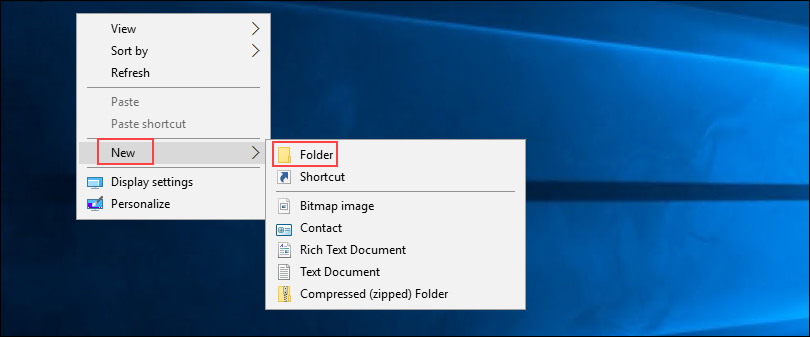 View
Sort by
Refresh
Paste
Paste shortcut
New
Display settings
Personalize
Folder
Shortcut
Bitmap image
Contact
Rich Text Document
Text Document
Compressed (zipped) Folder